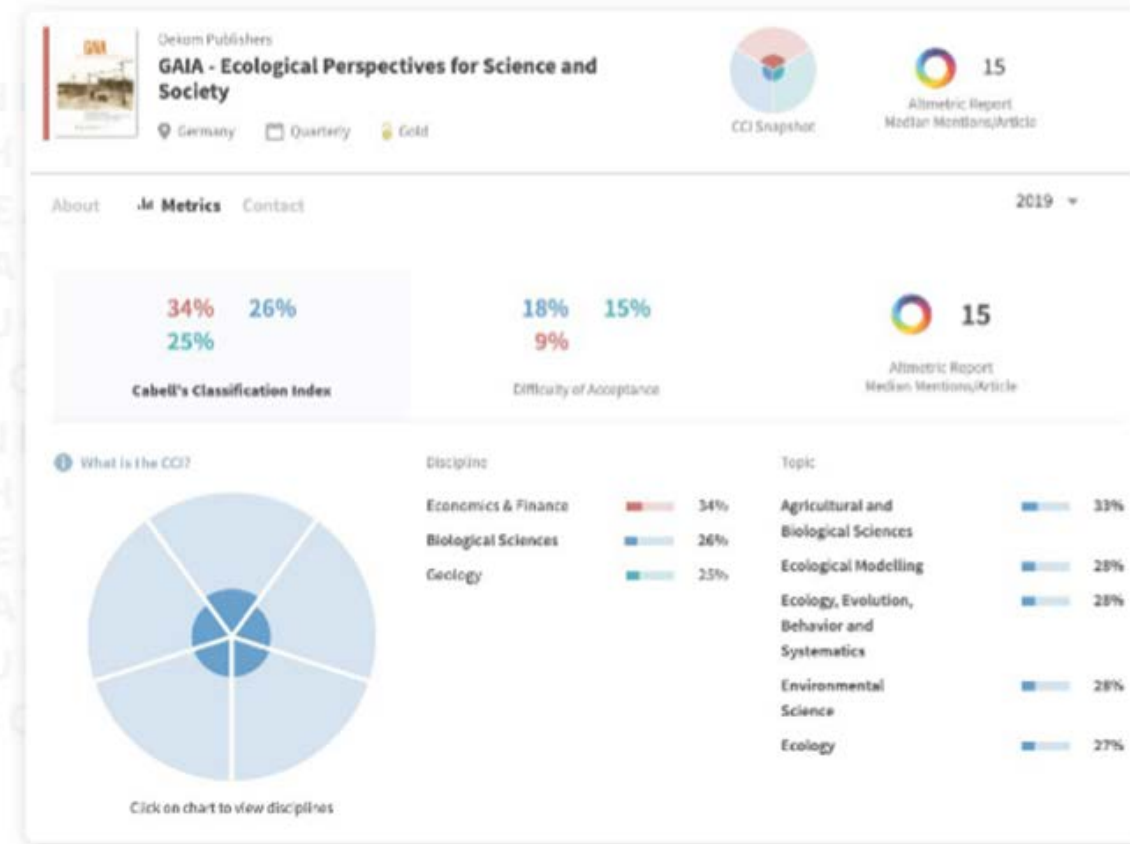 GAIA
Oekom Publishers
GAIA - Ecological Perspectives for Science and
Society
Germany Quarterly Gold
CCI Snapshot
15
Altmetric Report
Median Mentions/Article
About Metrics Contact
2019
34% 26%
25%
Cabell's Classification Index
18% 15%
9%
Difficulty of Acceptance
15
Altmetric Report
Median Mentions/Article
What is the CCI?
Click on chart to view disciplines
Discipline
Economics & Finance 34%
Biological Sciences 26%
Geology 25%
Topic
Agricultural and
Biological Sciences 33%
Ecological Modelling 28%
Ecology, Evolution,
Behavior and
Systematics 28%
Environmental
Science 28%
Ecology 27%